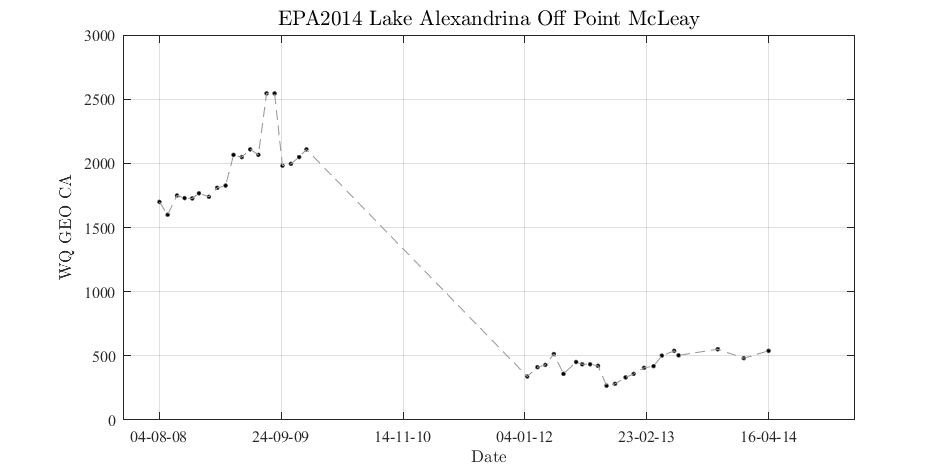 EPA2014 Lake Alexandrina Off Point McLeay
3000
2500
2000
1500
1000
500
0
WQ GEO CA
04-08-08 24-09-09 14-11-10 04-01-12 23-02-13 16-04-14
Date